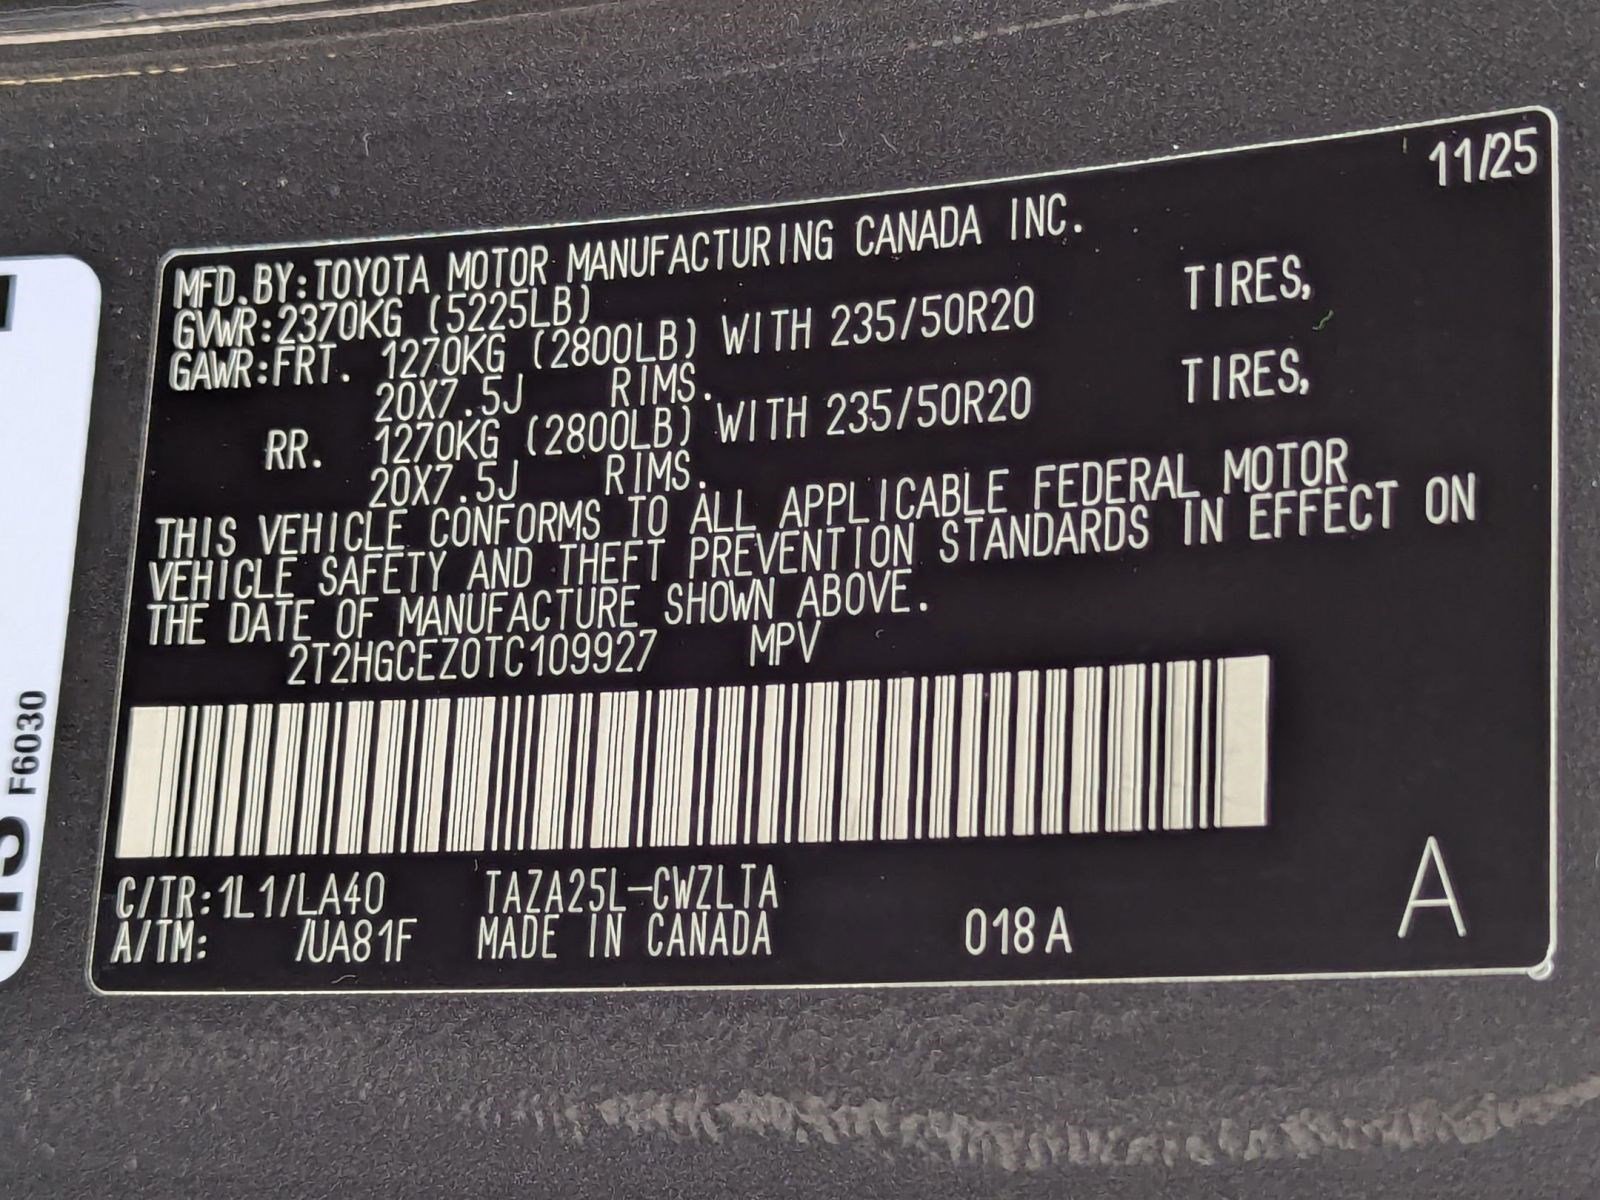 11/25
MFD.BY:TOYOTA MOTOR MANUFACTURING CANADA INC.
GVWR:2370KG (5225LB)
GAWR:FRT. 1270KG (2800LB) WITH 235/50R20 TIRES,
20X7.5J RIMS.
RR. 1270KG (2800LB) WITH 235/50R20 TIRES,
20X7.5J RIMS.
THIS VEHICLE CONFORMS TO ALL APPLICABLE FEDERAL MOTOR
VEHICLE SAFETY AND THEFT PREVENTION STANDARDS IN EFFECT ON
THE DATE OF MANUFACTURE SHOWN ABOVE.
2T2HGCEZ0TC109927 MPV
C/TR:1L1/LA40 TAZA25L-CWZLTA
A/TM: /UA81F MADE IN CANADA 018 A A
F6030